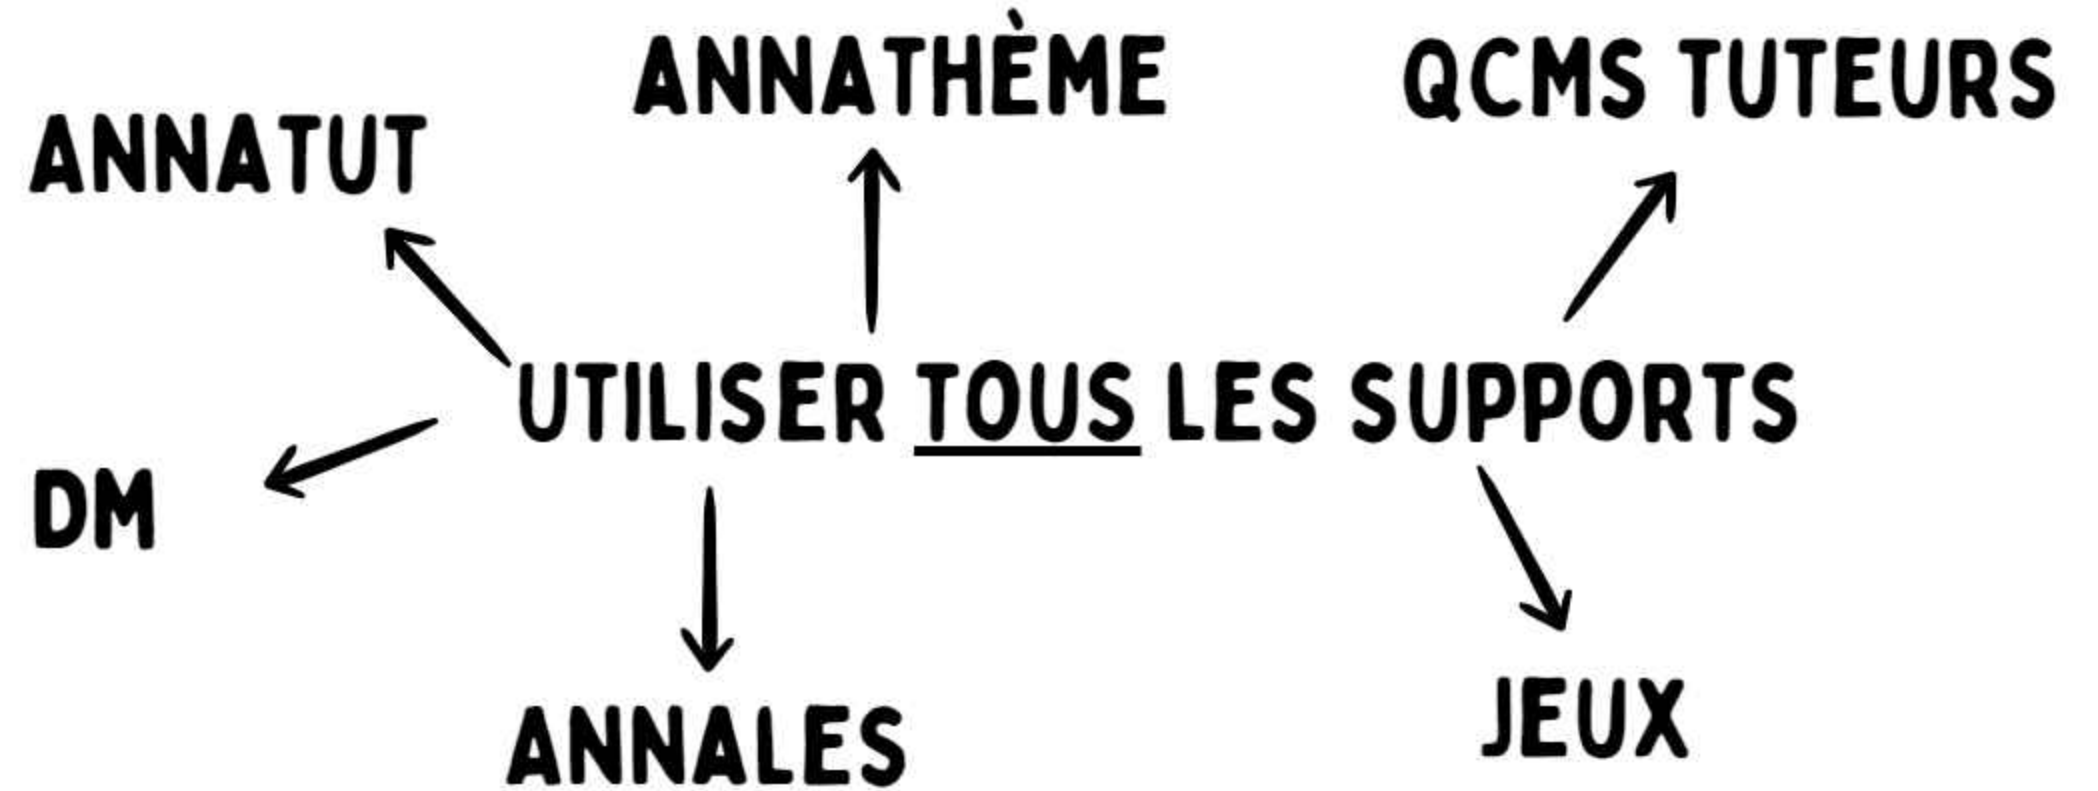 ANNATHÈME
QCMS TUTEURS
ANNATUT
UTILISER TOUS LES SUPPORTS
DM
JEUX
ANNALES